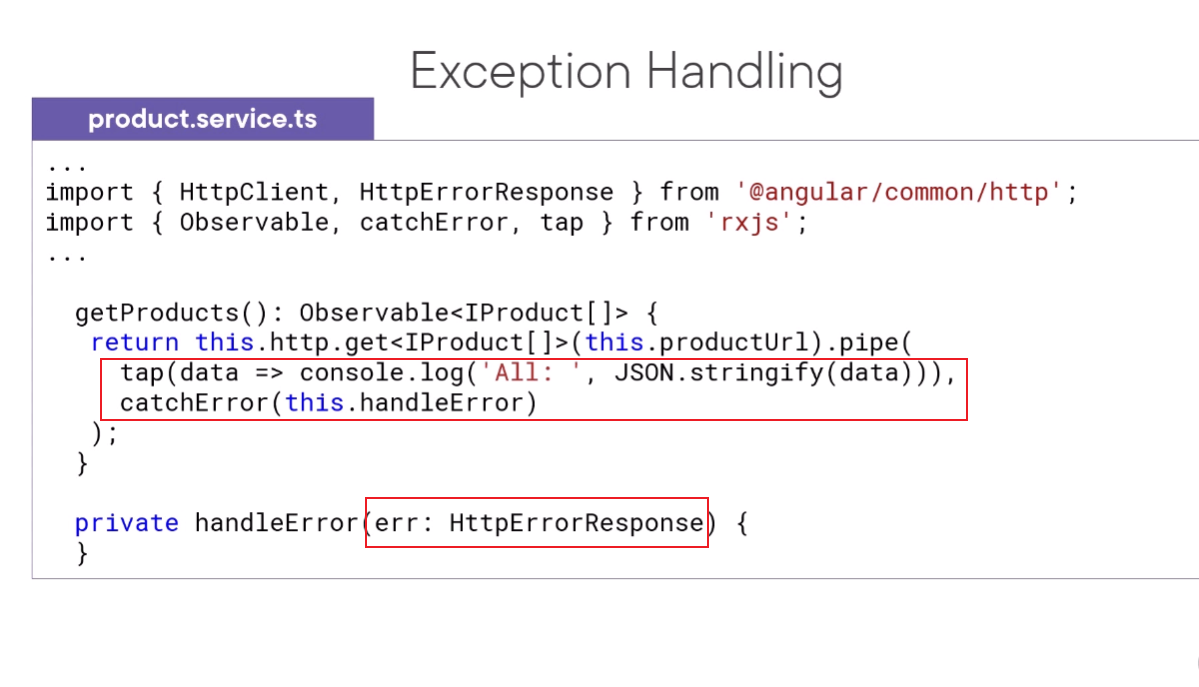 Exception Handling
product.service.ts
...
import { HttpClient, HttpErrorResponse } from '@angular/common/http';
import { Observable, catchError, tap } from 'rxjs';
...
getProducts(): Observable<IProduct[]> {
return this.http.get<IProduct[]>(this.productUrl).pipe(
tap(data => console.log('All: ', JSON.stringify(data))),
catchError(this.handleError)
);
}
private handleError(err: HttpErrorResponse) {
}